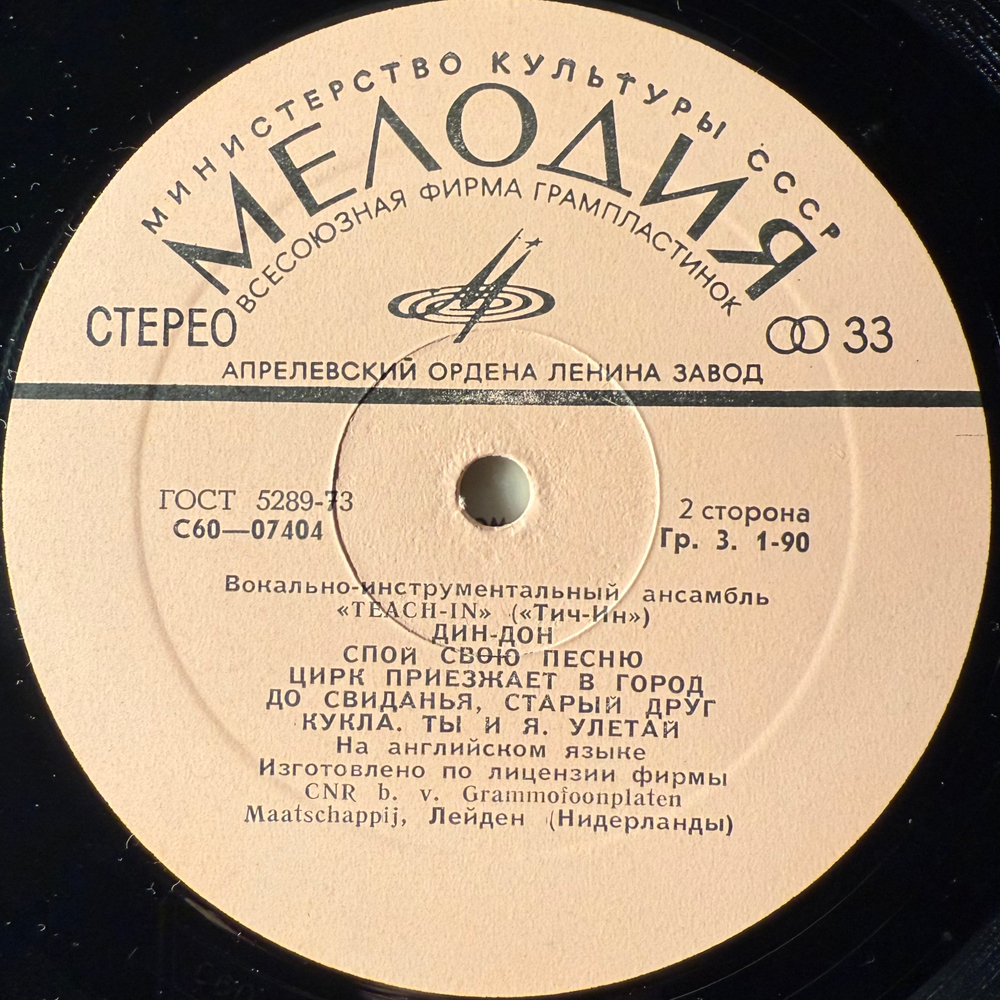 МИНИСТЕРСТВО КУЛЬТУРЫ СССР
МЕЛОДИЯ
ВСЕСОЮЗНАЯ ФИРМА ГРАМПЛАСТИНОК
СТЕРЕО
33
АПРЕЛЕВСКИЙ ОРДЕНА ЛЕНИНА ЗАВОД
ГОСТ 5289-73
С60—07404
2 сторона
Гр. 3. 1-90
Вокально-инструментальный ансамбль
«TEACH-IN» («Тич-Ин»)
ДИН-ДОН
СПОЙ СВОЮ ПЕСНЮ
ЦИРК ПРИЕЗЖАЕТ В ГОРОД
ДО СВИДАНЬЯ, СТАРЫЙ ДРУГ
КУКЛА. ТЫ И Я. УЛЕТАЙ
На английском языке
Изготовлено по лицензии фирмы
CNR b. v. Grammofoonplaten
Maatschappij, Лейден (Нидерланды)